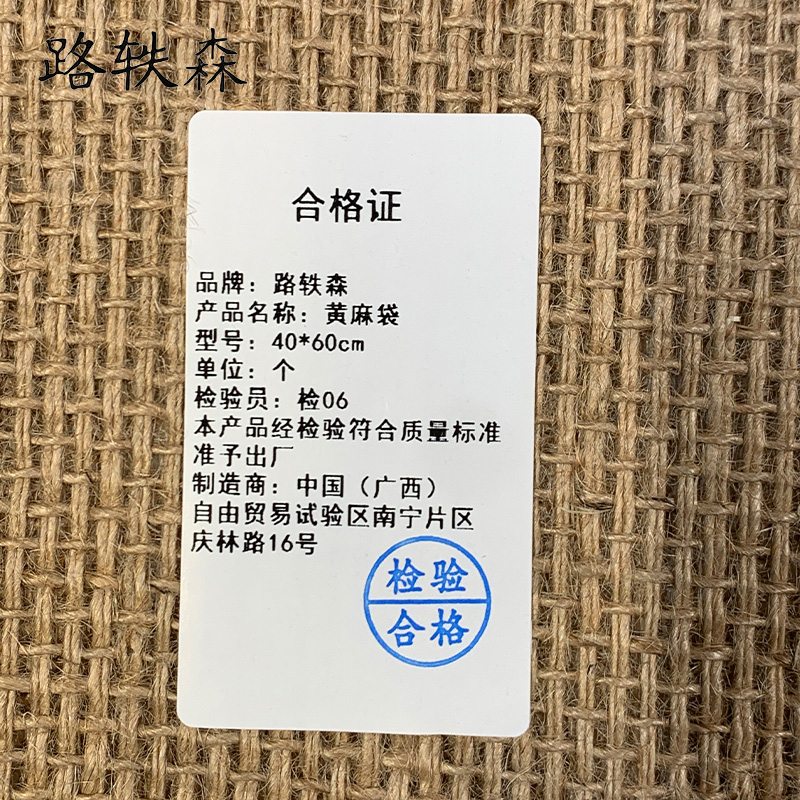 路轶森
合格证
品牌：路轶森
产品名称：黄麻袋
型号：40*60cm
单位：个
检验员：检06
本产品经检验符合质量标准
准予出厂
制造商：中国（广西）
自由贸易试验区南宁片区
庆林路16号
检验
合格